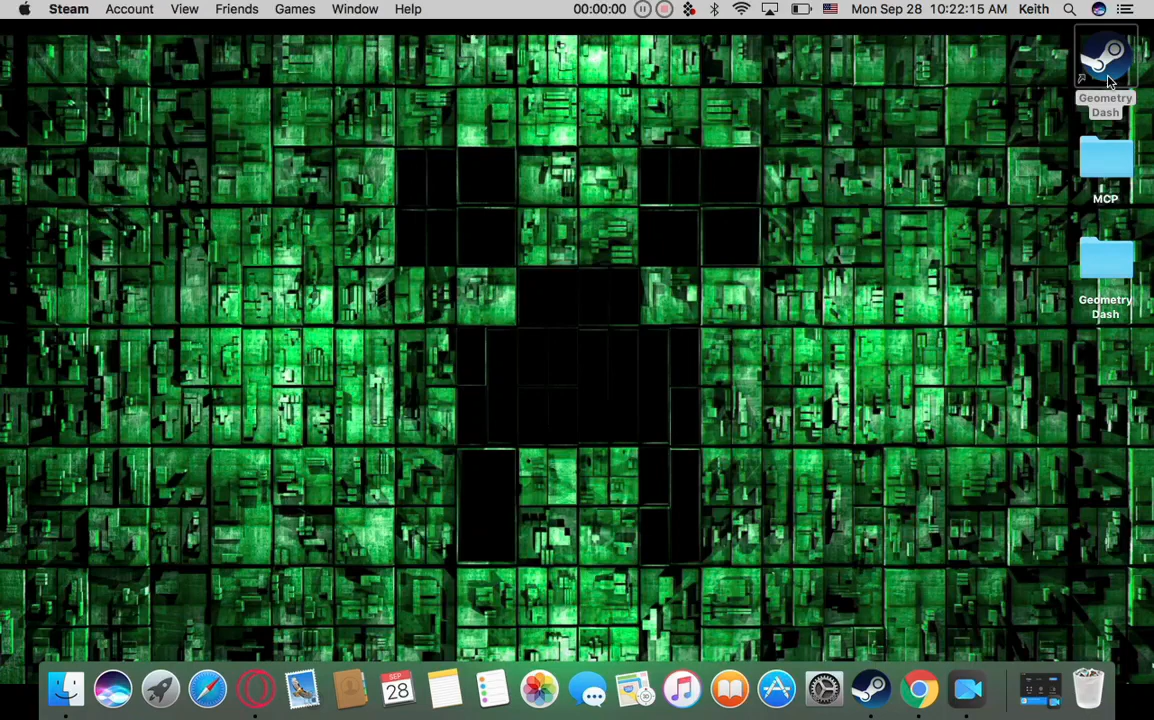 Steam Account View Friends Games Window Help 00:00:00 Mon Sep 28 10:22:15 AM Keith
Geometry
Dash
MCP
Geometry
Dash
SEP
28